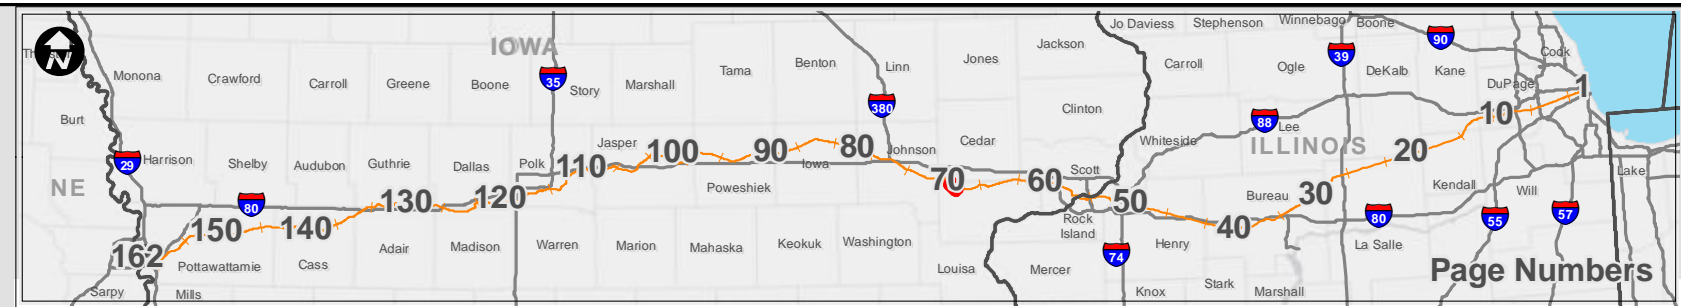 Jo Daviess
Stephenson
Winnebago
Boone
IOWA
Jackson
90
Th
N
39
Cook
Monona
Crawford
Carroll
Greene
Boone
35
Story
Marshall
Tama
Benton
Linn
Jones
Carroll
Ogle
DeKalb
Kane
DuPage
1
380
Clinton
10
Burt
88
Lee
Whiteside
ILLINOIS
20
29
Harrison
Shelby
Audubon
Guthrie
Dallas
Polk
Jasper
110
100
90
80
Iowa
Johnson
Cedar
Scott
Lake
NE
80
130
120
Poweshiek
70
60
50
Bureau
30
Kendall
Will
162
150
140
Rock
Island
40
80
55
57
Pottawattamie
Cass
Adair
Madison
Warren
Marion
Mahaska
Keokuk
Washington
Louisa
Mercer
74
Henry
La Salle
Page Numbers
Sarpy
Mills
Knox
Stark
Marshall